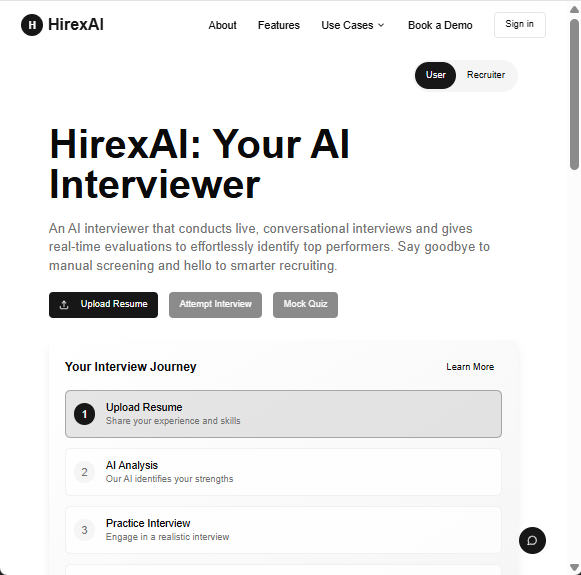 H HirexAI
About Features Use Cases Book a Demo Sign in
User Recruiter
HirexAI: Your AI
Interviewer
An AI interviewer that conducts live, conversational interviews and gives
real-time evaluations to effortlessly identify top performers. Say goodbye to
manual screening and hello to smarter recruiting.
Upload Resume Attempt Interview Mock Quiz
Your Interview Journey Learn More
1 Upload Resume
Share your experience and skills
2 AI Analysis
Our AI identifies your strengths
3 Practice Interview
Engage in a realistic interview